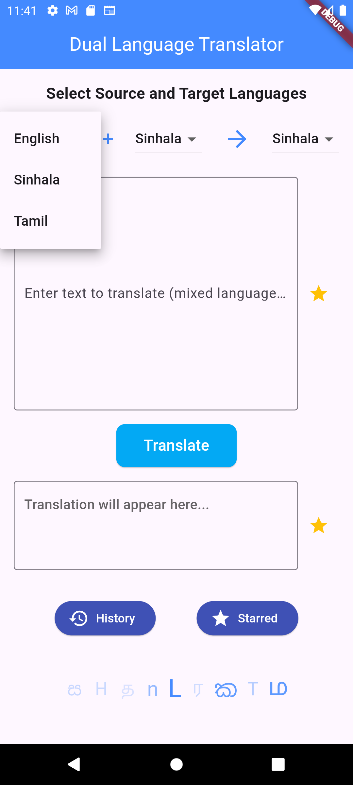 11:41
DEBUG
Dual Language Translator
Select Source and Target Languages
English
Sinhala
Tamil
+ Sinhala → Sinhala
Enter text to translate (mixed language...
Translate
Translation will appear here...
History Starred
H த n L ர T ம